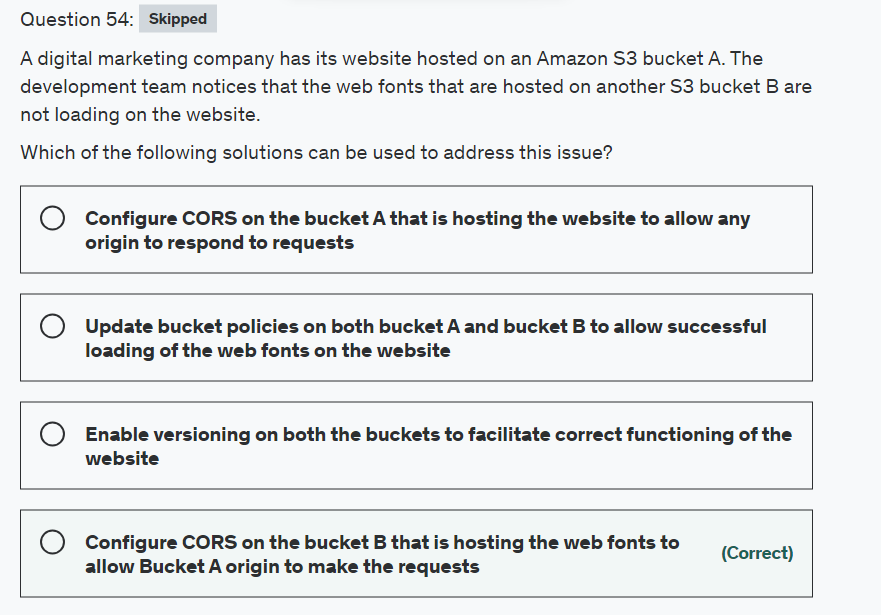 Question 54: Skipped
A digital marketing company has its website hosted on an Amazon S3 bucket A. The
development team notices that the web fonts that are hosted on another S3 bucket B are
not loading on the website.
Which of the following solutions can be used to address this issue?
Configure CORS on the bucket A that is hosting the website to allow any
origin to respond to requests
Update bucket policies on both bucket A and bucket B to allow successful
loading of the web fonts on the website
Enable versioning on both the buckets to facilitate correct functioning of the
website
Configure CORS on the bucket B that is hosting the web fonts to
allow Bucket A origin to make the requests
(Correct)